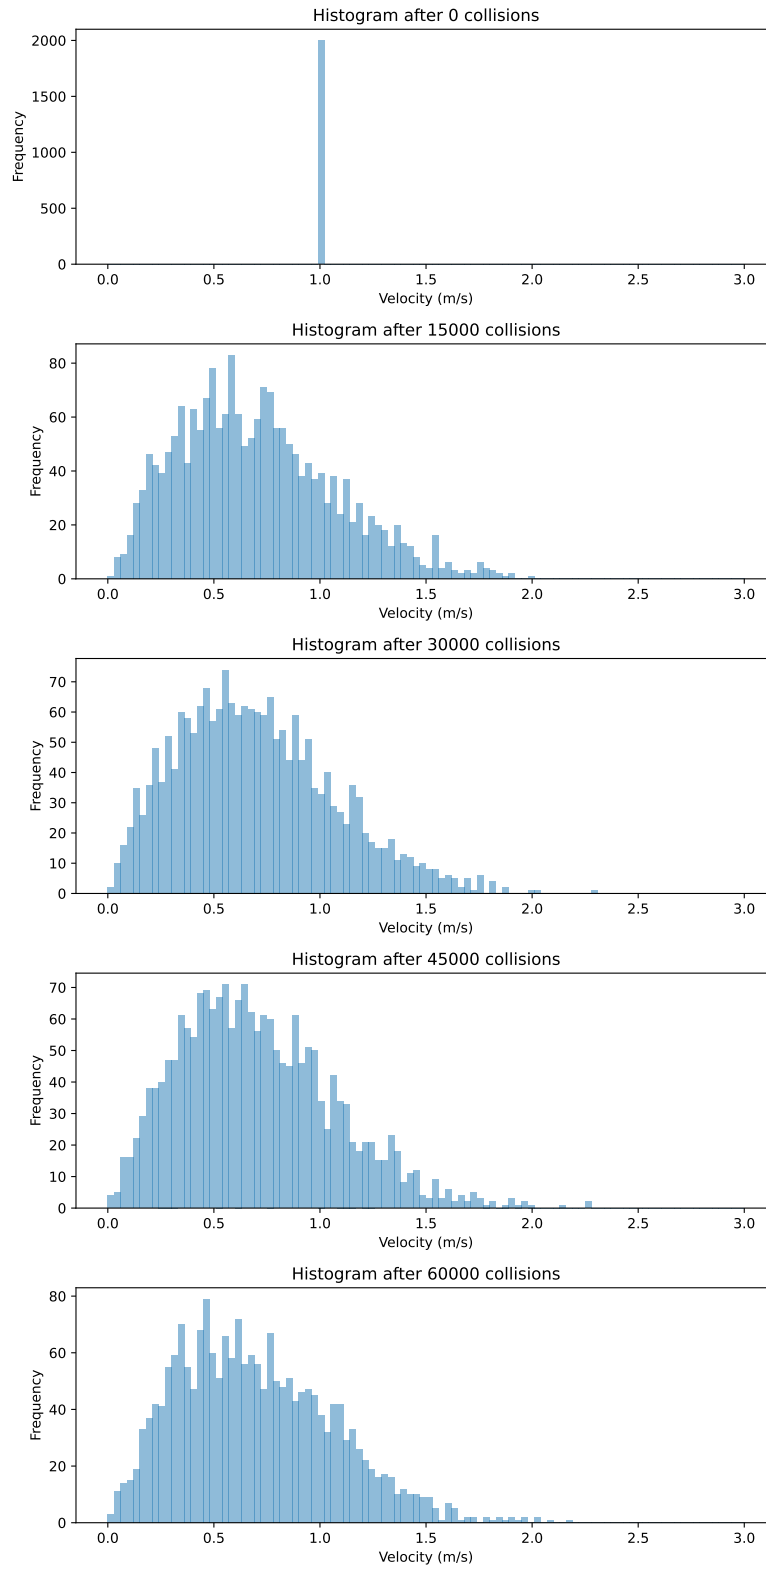 Histogram after 0 collisions
2000
1500
1000
500
0
Frequency
0.0 0.5 1.0 1.5 2.0 2.5 3.0
Velocity (m/s)
Histogram after 15000 collisions
80
60
40
20
0
Frequency
0.0 0.5 1.0 1.5 2.0 2.5 3.0
Velocity (m/s)
Histogram after 30000 collisions
70
60
50
40
30
20
10
0
Frequency
0.0 0.5 1.0 1.5 2.0 2.5 3.0
Velocity (m/s)
Histogram after 45000 collisions
70
60
50
40
30
20
10
0
Frequency
0.0 0.5 1.0 1.5 2.0 2.5 3.0
Velocity (m/s)
Histogram after 60000 collisions
80
60
40
20
0
Frequency
0.0 0.5 1.0 1.5 2.0 2.5 3.0
Velocity (m/s)